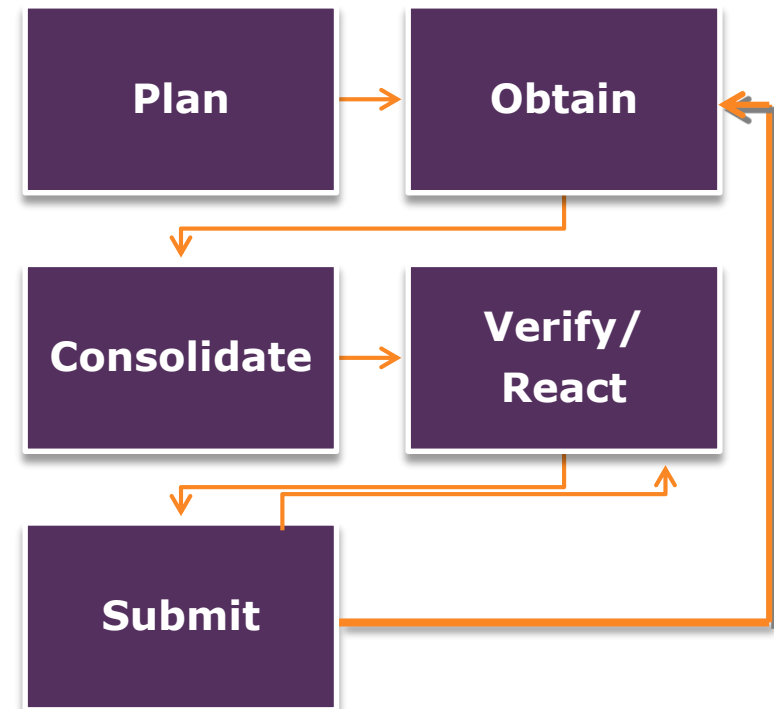 Plan
Obtain
Consolidate
Verify/
React
Submit